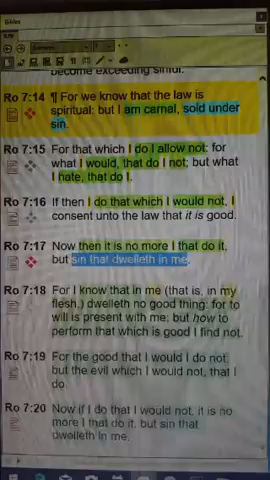 Bibles
KJV
become exceeding sinful.
Ro 7:14 ¶ For we know that the law is
spiritual: but I am carnal, sold under
sin.
Ro 7:15 For that which I do I allow not: for
what I would, that do I not; but what
I hate, that do I.
Ro 7:16 If then I do that which I would not, I
consent unto the law that it is good.
Ro 7:17 Now then it is no more I that do it,
but sin that dwelleth in me.
Ro 7:18 For I know that in me (that is, in my
flesh,) dwelleth no good thing: for to
will is present with me; but how to
perform that which is good I find not.
Ro 7:19 For the good that I would I do not:
but the evil which I would not, that I
do.
Ro 7:20 Now if I do that I would not, it is no
more I that do it, but sin that
dwelleth in me.